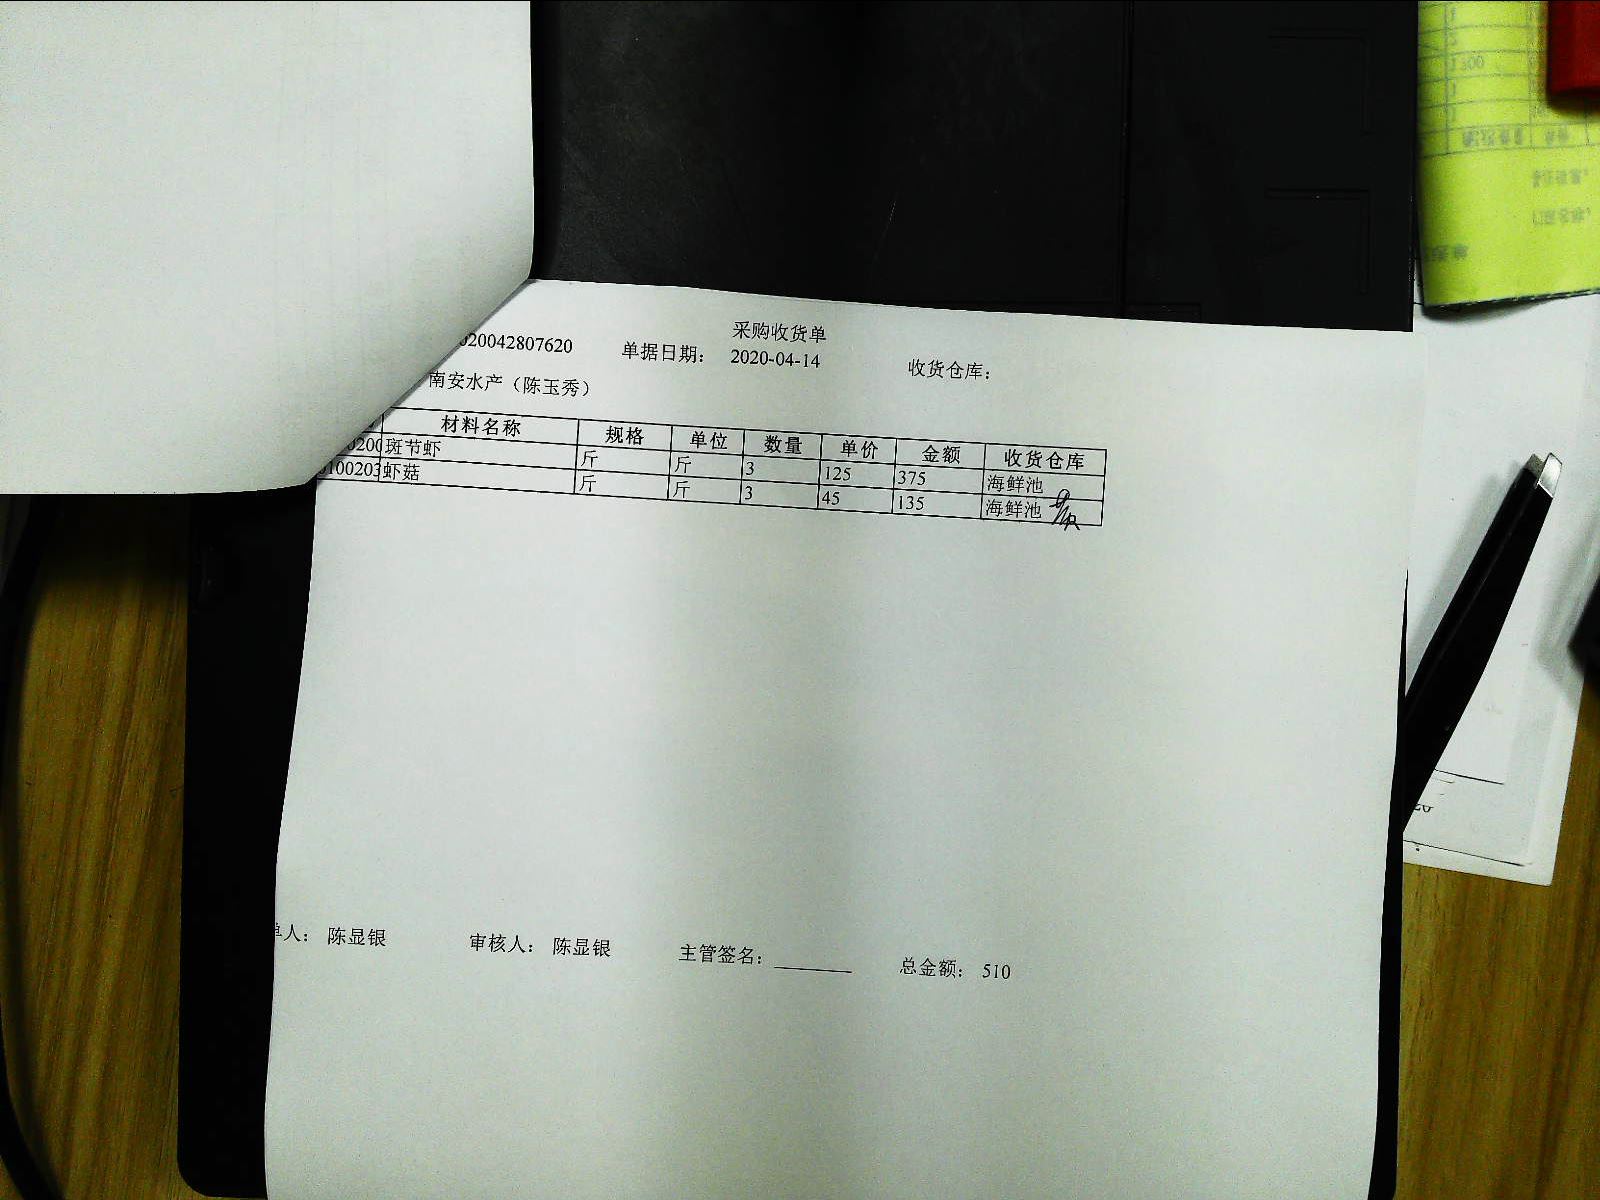 采购收货单
020042807620 单据日期: 2020-04-14 收货仓库:
南安水产（陈玉秀）
材料名称 规格 单位 数量 单价 金额 收货仓库
0200 斑节虾 斤 斤 3 125 375 海鲜池
0100203 虾菇 斤 斤 3 45 135 海鲜池
单人: 陈显银 审核人: 陈显银 主管签名: 总金额: 510